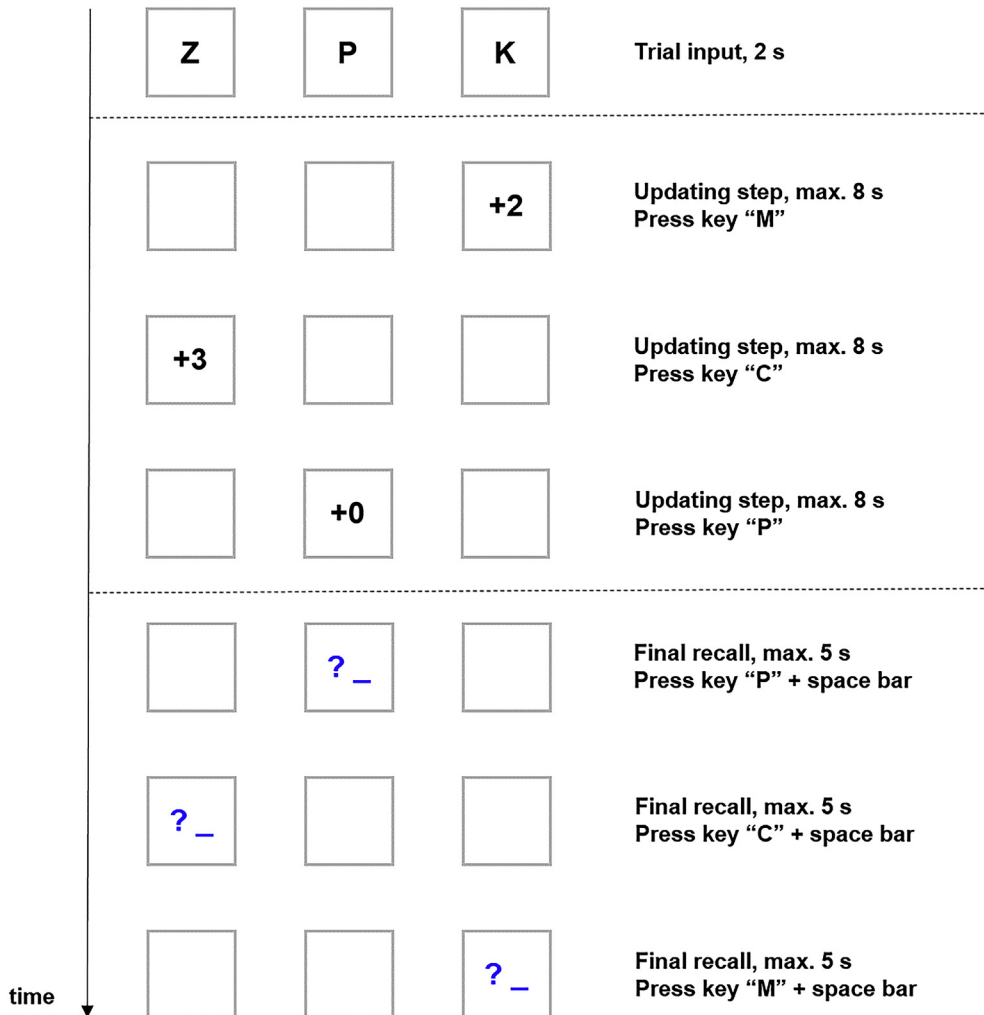 Z P K Trial input, 2 s
Updating step, max. 8 s
+2
Press key “M”
Updating step, max. 8 s
+3
Press key “C”
Updating step, max. 8 s
+0
Press key “P”
Final recall, max. 5 s
? _
Press key “P” + space bar
Final recall, max. 5 s
? _
Press key “C” + space bar
Final recall, max. 5 s
? _
Press key “M” + space bar
time